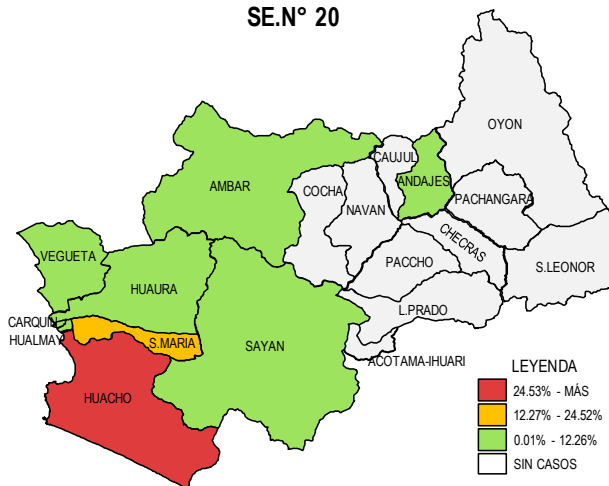 SE.N° 20
OYON
CAUJUL
ANDAJES
AMBAR
COCHA
NAVAN
PACHANGARA
CHECRAS
VEGUETA
PACCHO
S.LEONOR
HUAURA
L.PRADO
CARQUIN
HUALMAY
S.MARIA
SAYAN
ACOTAMA-IHUARI
HUACHO
LEYENDA
24.53% - MÁS
12.27% - 24.52%
0.01% - 12.26%
SIN CASOS